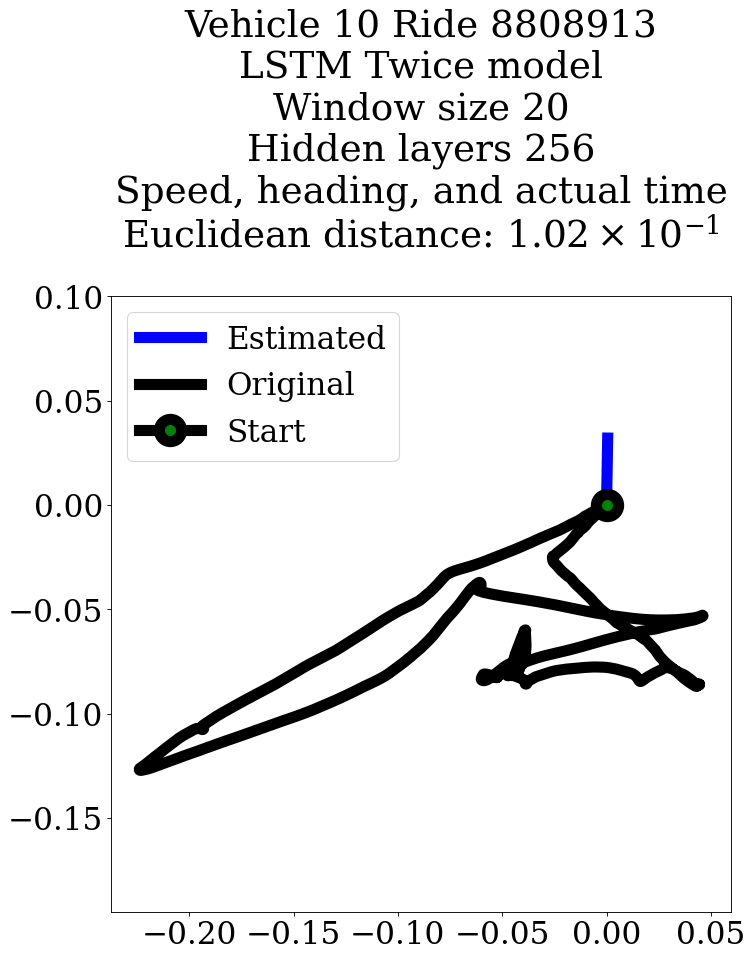 Vehicle 10 Ride 8808913
LSTM Twice model
Window size 20
Hidden layers 256
Speed, heading, and actual time
Euclidean distance: 1.02 × 10⁻¹
0.10
Estimated
0.05
Original
Start
0.00
−0.05
−0.10
−0.15
−0.20 −0.15 −0.10 −0.05 0.00 0.05